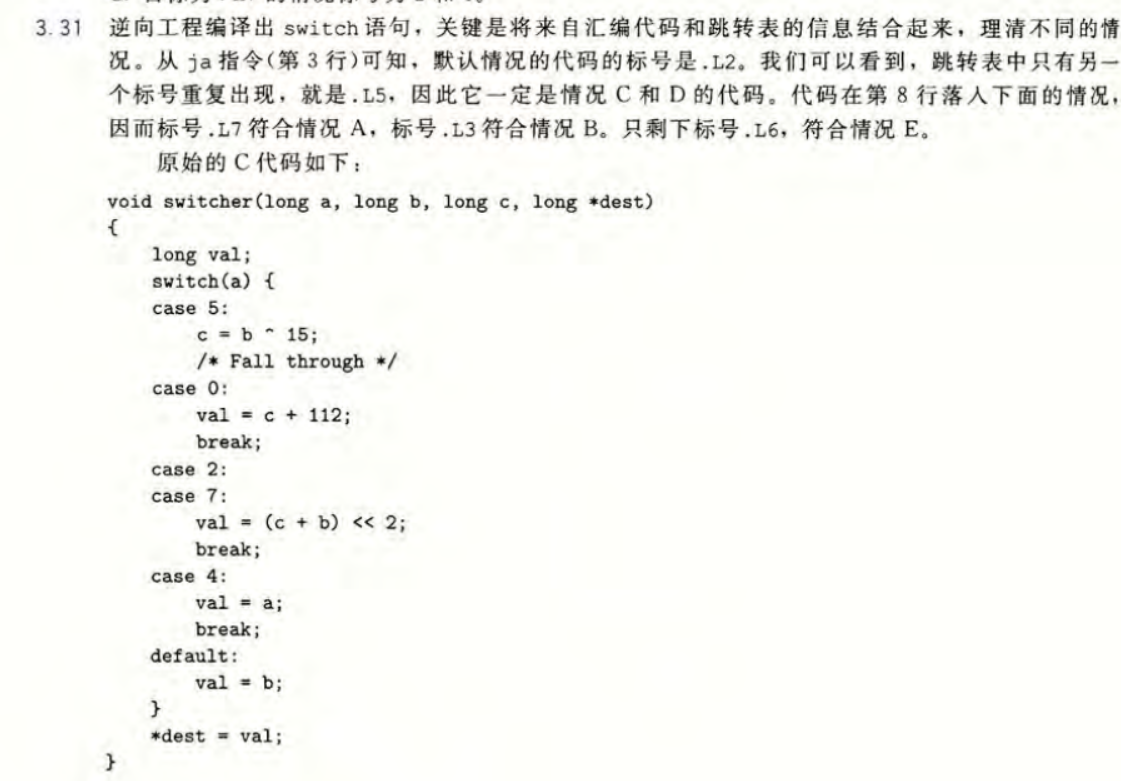 3.31 逆向工程编译出 switch 语句，关键是将来自汇编代码和跳转表的信息结合起来，理清不同的情
况。从 ja 指令(第 3 行)可知，默认情况的代码的标号是.L2。我们可以看到，跳转表中只有另一
个标号重复出现，就是.L5，因此它一定是情况 C 和 D 的代码。代码在第 8 行落入下面的情况，
因而标号.L7 符合情况 A，标号.L3 符合情况 B。只剩下标号.L6，符合情况 E。
原始的 C 代码如下：
void switcher(long a, long b, long c, long *dest)
{
long val;
switch(a) {
case 5:
c = b ^ 15;
/* Fall through */
case 0:
val = c + 112;
break;
case 2:
case 7:
val = (c + b) << 2;
break;
case 4:
val = a;
break;
default:
val = b;
}
*dest = val;
}